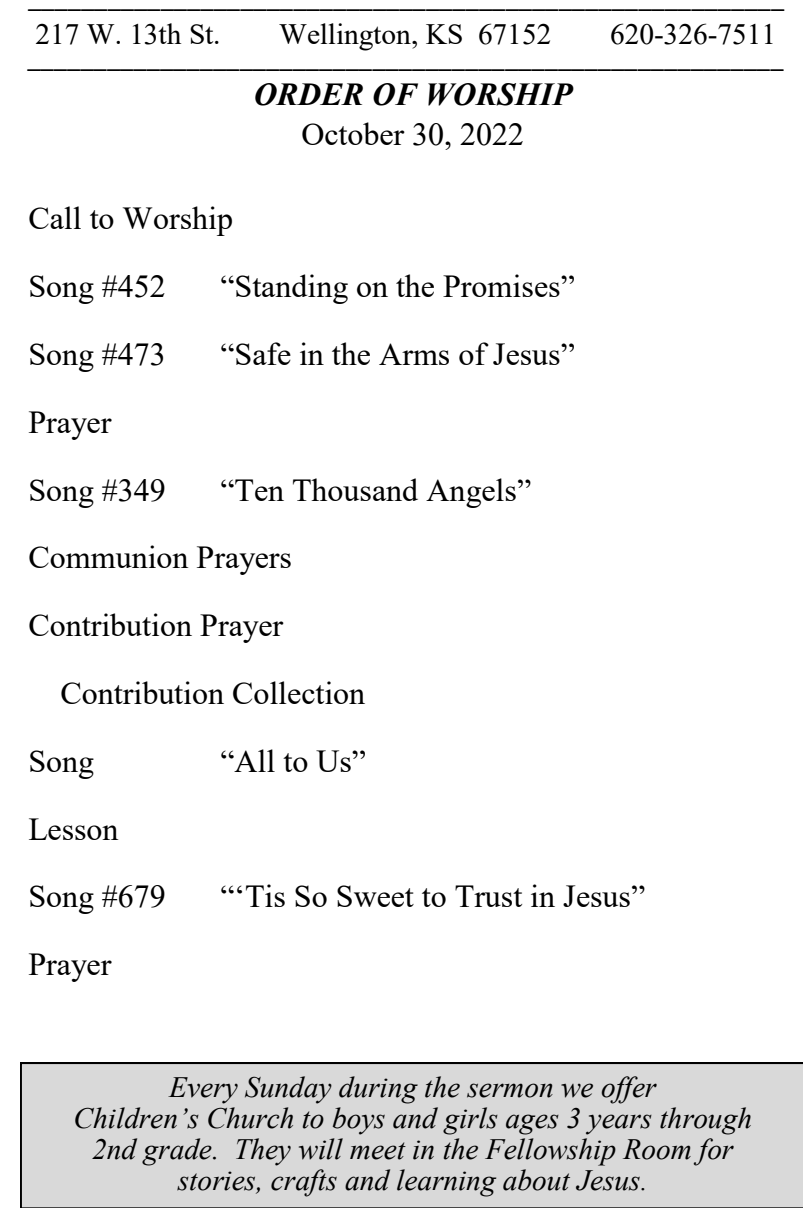 217 W. 13th St. Wellington, KS 67152 620-326-7511
ORDER OF WORSHIP
October 30, 2022
Call to Worship
Song #452 “Standing on the Promises”
Song #473 “Safe in the Arms of Jesus”
Prayer
Song #349 “Ten Thousand Angels”
Communion Prayers
Contribution Prayer
Contribution Collection
Song “All to Us”
Lesson
Song #679 “‘Tis So Sweet to Trust in Jesus”
Prayer
Every Sunday during the sermon we offer
Children’s Church to boys and girls ages 3 years through
2nd grade. They will meet in the Fellowship Room for
stories, crafts and learning about Jesus.